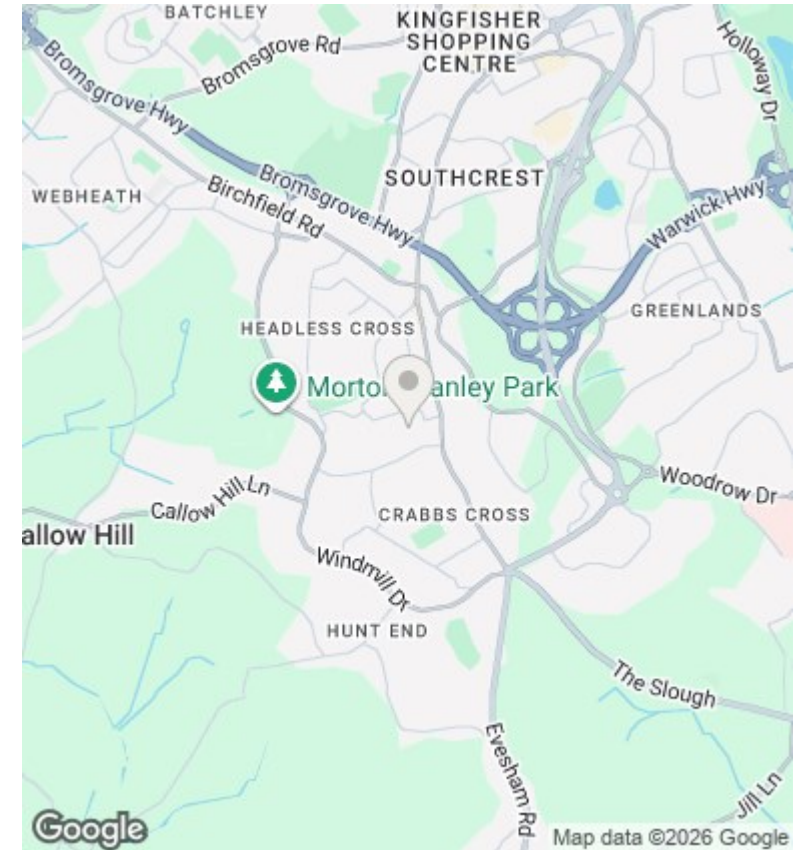 BATCHLEY
KINGFISHER
SHOPPING
CENTRE
Bromsgrove Rd
Holloway Dr
Bromsgrove Hwy
Bromsgrove Hwy
SOUTHCREST
WEBHEATH
Birchfield Rd
Warwick Hwy
GREENLANDS
HEADLESS CROSS
Morto anley Park
Woodrow Dr
Callow Hill Ln
CRABBS CROSS
allow Hill
Windmill Dr
HUNT END
The Slough
Evesham Rd
Jill Ln
Google
Map data ©2026 Google